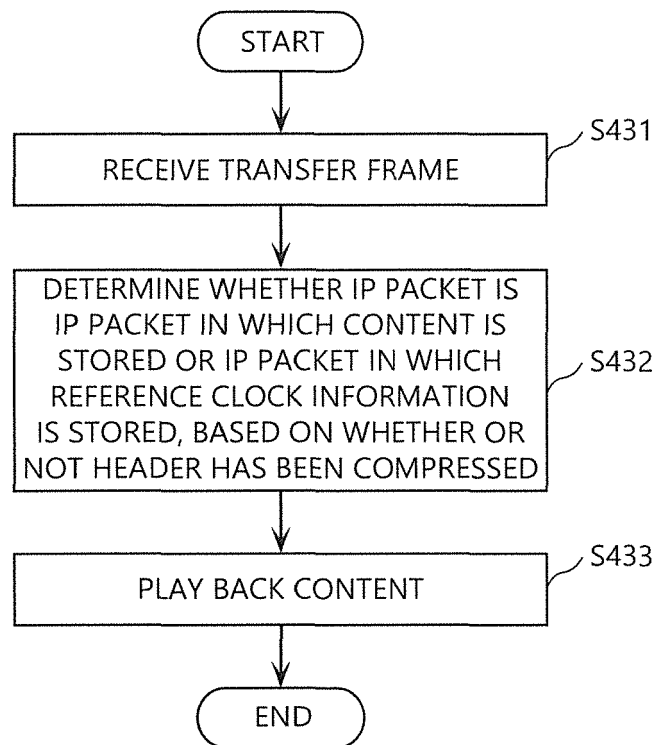 START
S431
RECEIVE TRANSFER FRAME
DETERMINE WHETHER IP PACKET IS
IP PACKET IN WHICH CONTENT IS
STORED OR IP PACKET IN WHICH
REFERENCE CLOCK INFORMATION
IS STORED, BASED ON WHETHER OR
NOT HEADER HAS BEEN COMPRESSED
S432
S433
PLAY BACK CONTENT
END